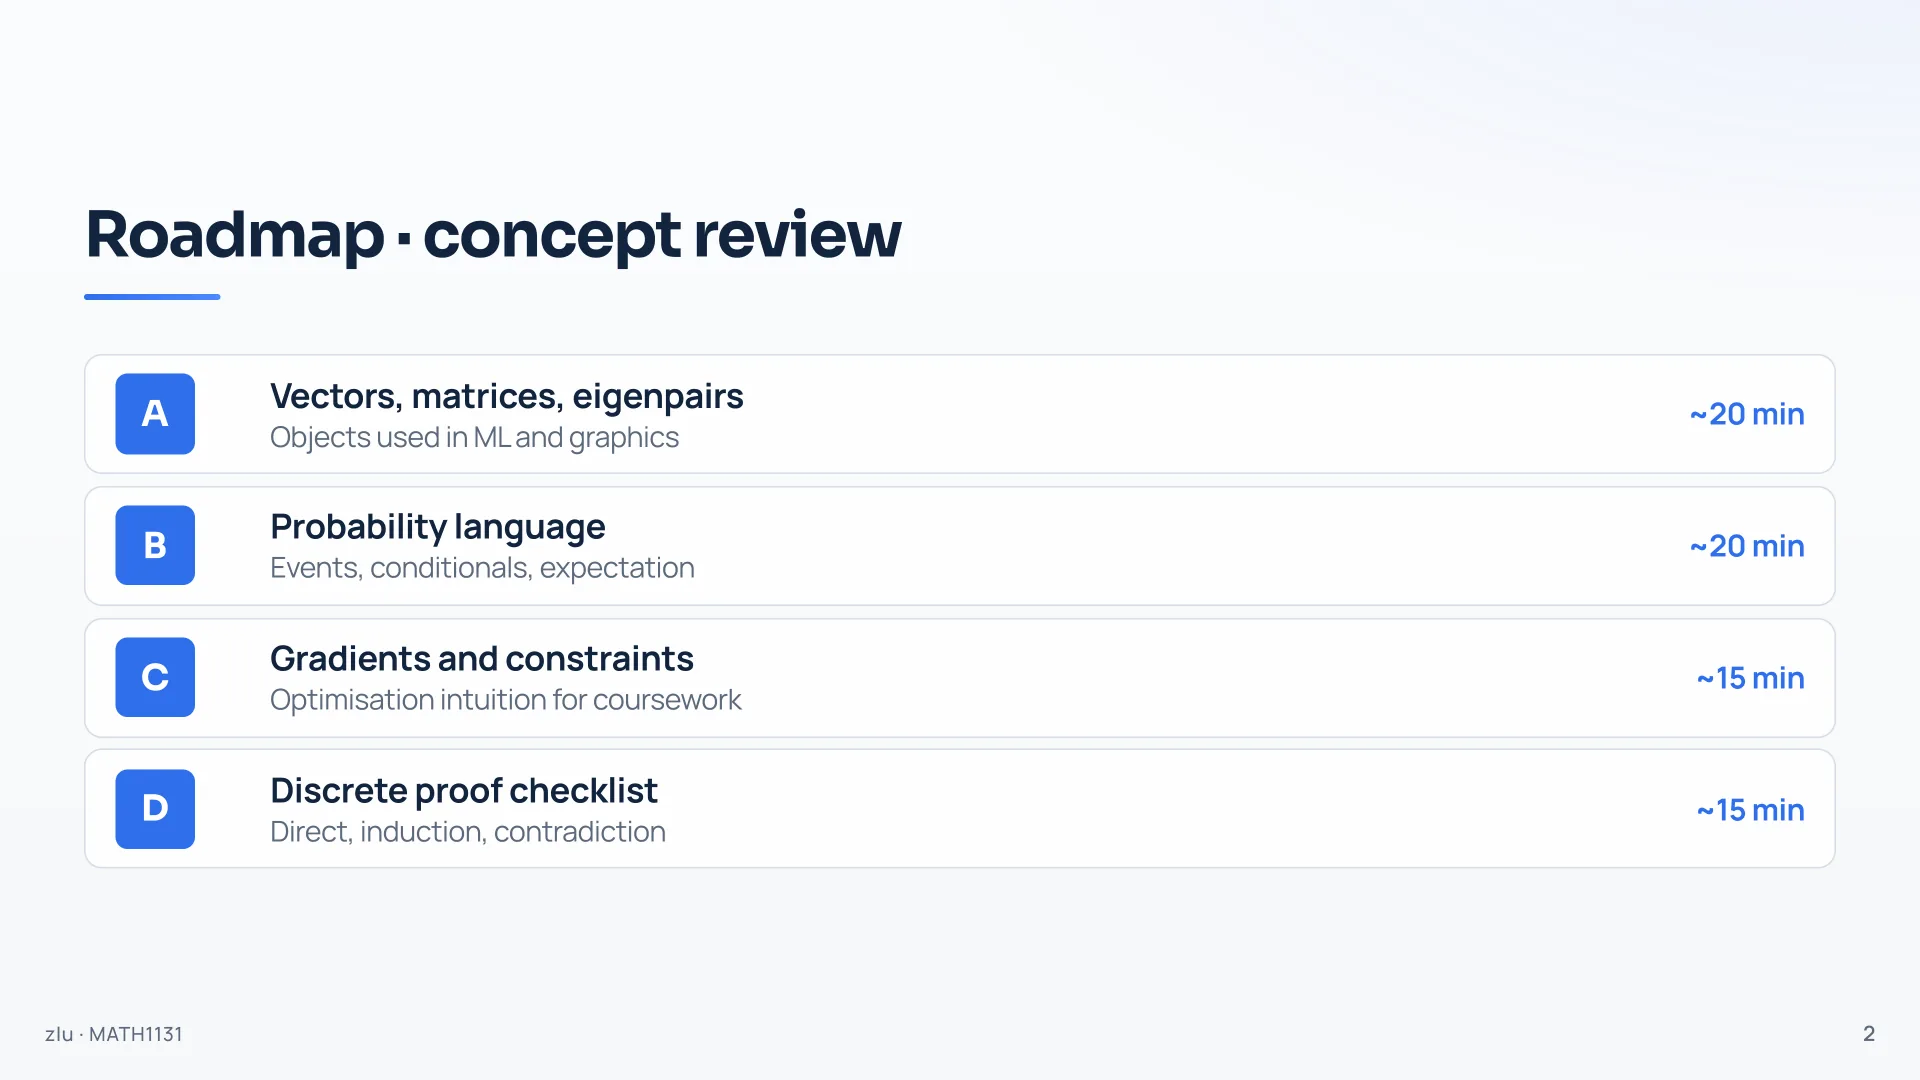 Roadmap · concept review
A
Vectors, matrices, eigenpairs
Objects used in ML and graphics
~20 min
B
Probability language
Events, conditionals, expectation
~20 min
C
Gradients and constraints
Optimisation intuition for coursework
~15 min
D
Discrete proof checklist
Direct, induction, contradiction
~15 min
zlu · MATH1131
2